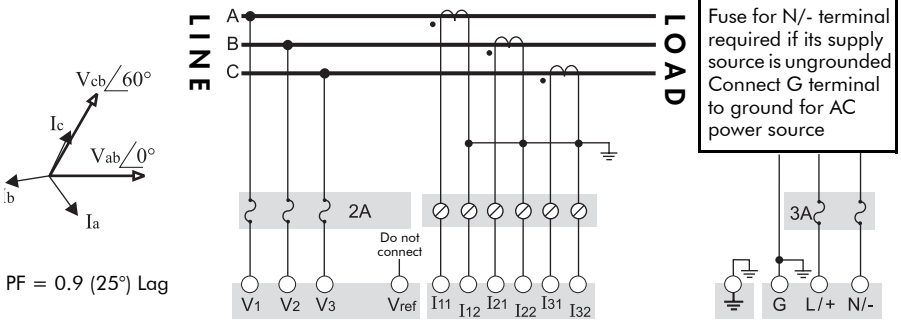 A
B
C
LINE
LOAD
Fuse for N/- terminal
required if its supply
source is ungrounded
Connect G terminal
to ground for AC
power source
Vcb/60°
Ic
Vab/0°
Ib
Ia
PF = 0.9 (25°) Lag
2A
Do not
connect
3A
V1 V2 V3 Vref I11 I12 I21 I22 I31 I32 G L/+ N/-